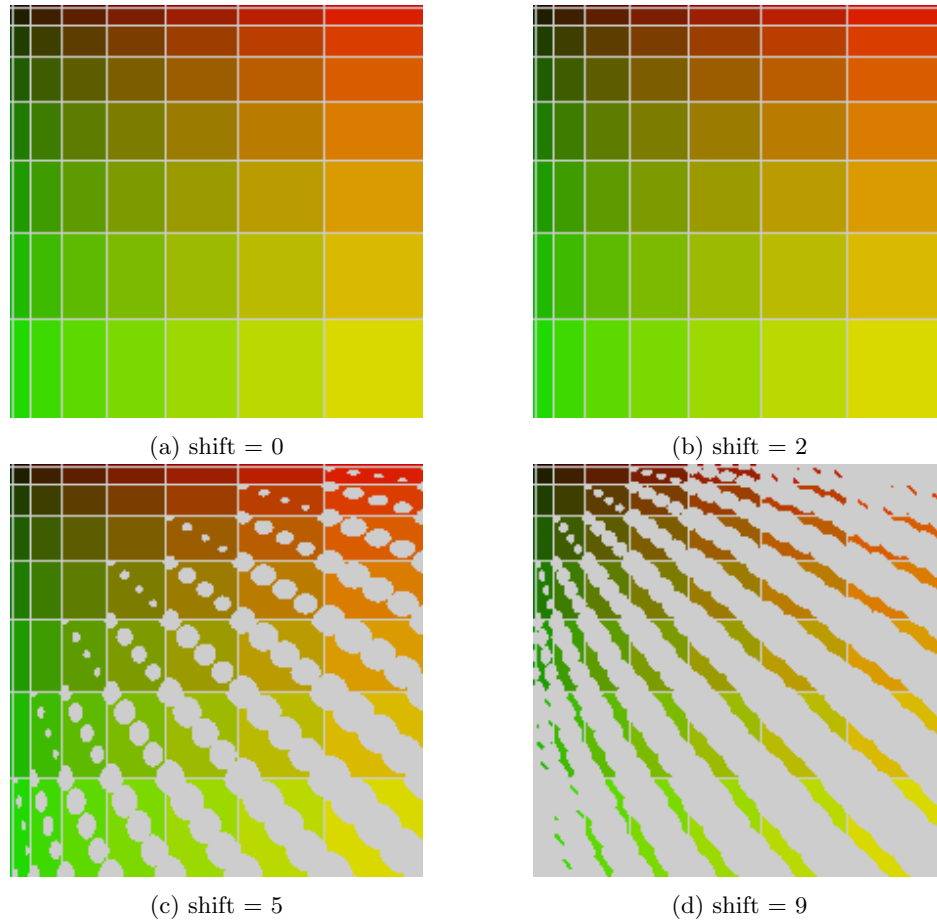 (a) shift = 0
(b) shift = 2
(c) shift = 5
(d) shift = 9